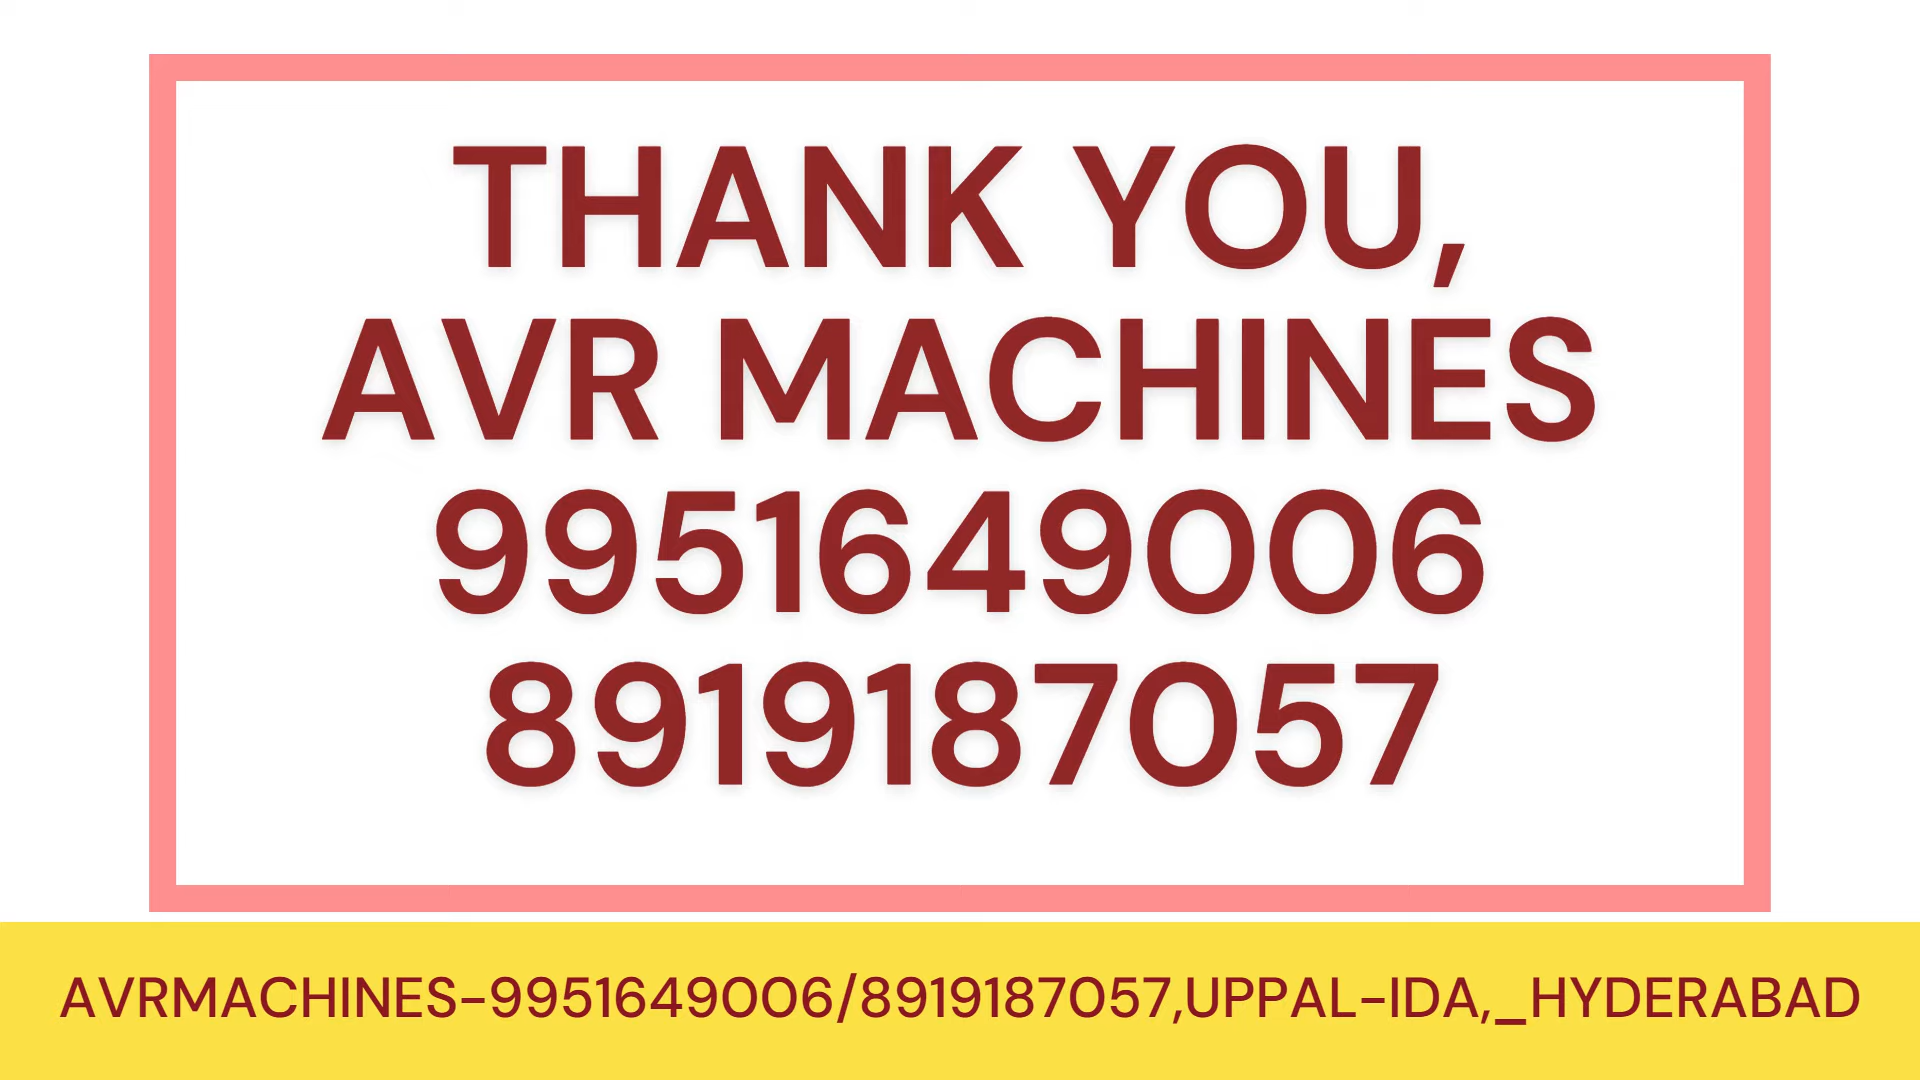 THANK YOU,
AVR MACHINES
9951649006
8919187057
AVRMACHINES-9951649006/8919187057,UPPAL-IDA,_HYDERABAD